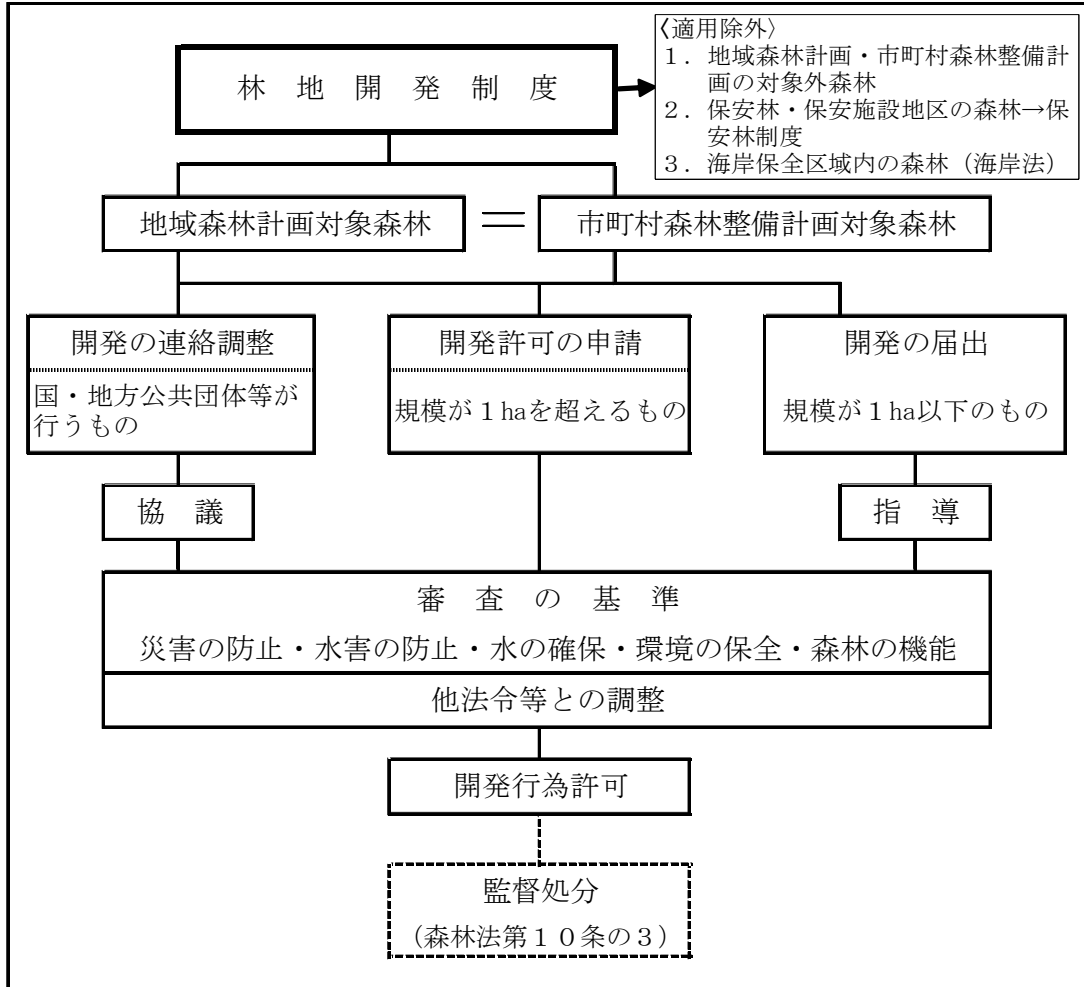 林地開発制度
〈適用除外〉
１．地域森林計画・市町村森林整備計
画の対象外森林
２．保安林・保安施設地区の森林→保
安林制度
３．海岸保全区域内の森林（海岸法）
地域森林計画対象森林
＝
市町村森林整備計画対象森林
開発の連絡調整
国・地方公共団体等が
行うもの
開発許可の申請
規模が１haを超えるもの
開発の届出
規模が１ha以下のもの
協議
指導
審査の基準
災害の防止・水害の防止・水の確保・環境の保全・森林の機能
他法令等との調整
開発行為許可
監督処分
（森林法第１０条の３）